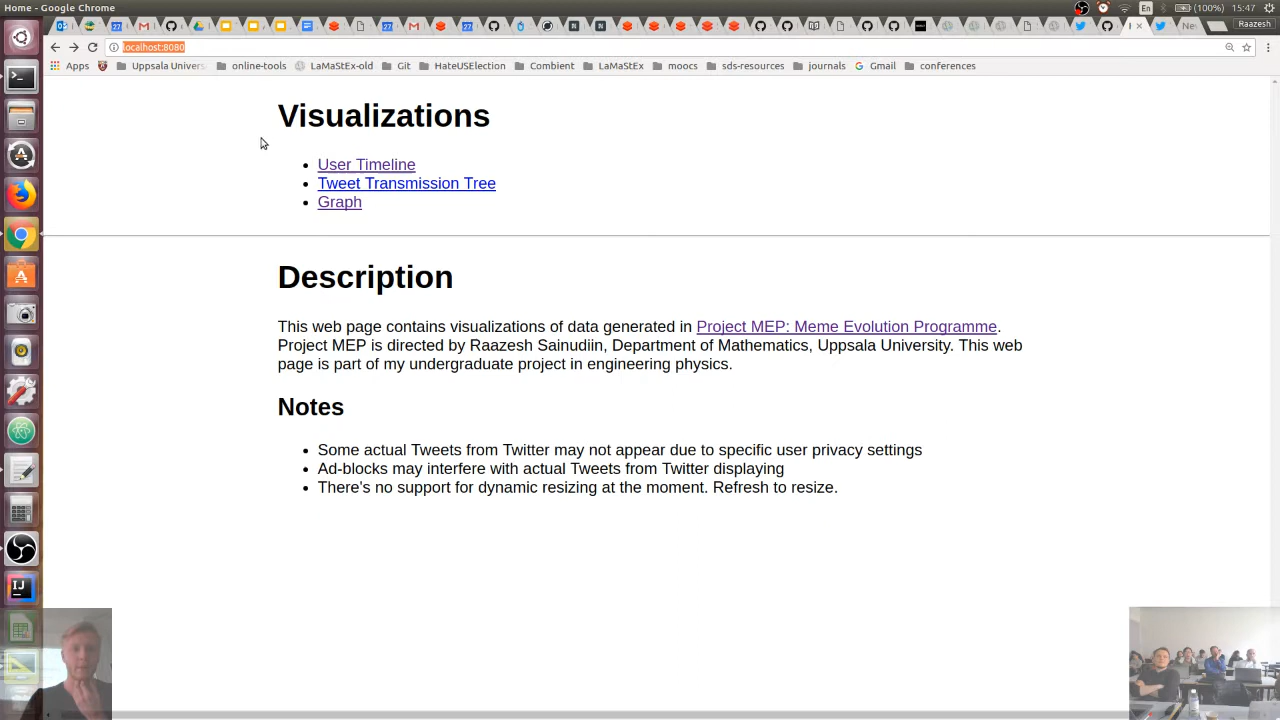 Home - Google Chrome
En
(100%)
15:47
Raazesh
localhost:8080
Apps
Uppsala Univers
online-tools
LaMaStEx-old
Git
HateUSElection
Combient
LaMaStEx
moocs
sds-resources
journals
Gmail
conferences
Visualizations
User Timeline
Tweet Transmission Tree
Graph
Description
This web page contains visualizations of data generated in Project MEP: Meme Evolution Programme.
Project MEP is directed by Raazesh Sainudiin, Department of Mathematics, Uppsala University. This web
page is part of my undergraduate project in engineering physics.
Notes
Some actual Tweets from Twitter may not appear due to specific user privacy settings
Ad-blocks may interfere with actual Tweets from Twitter displaying
There's no support for dynamic resizing at the moment. Refresh to resize.